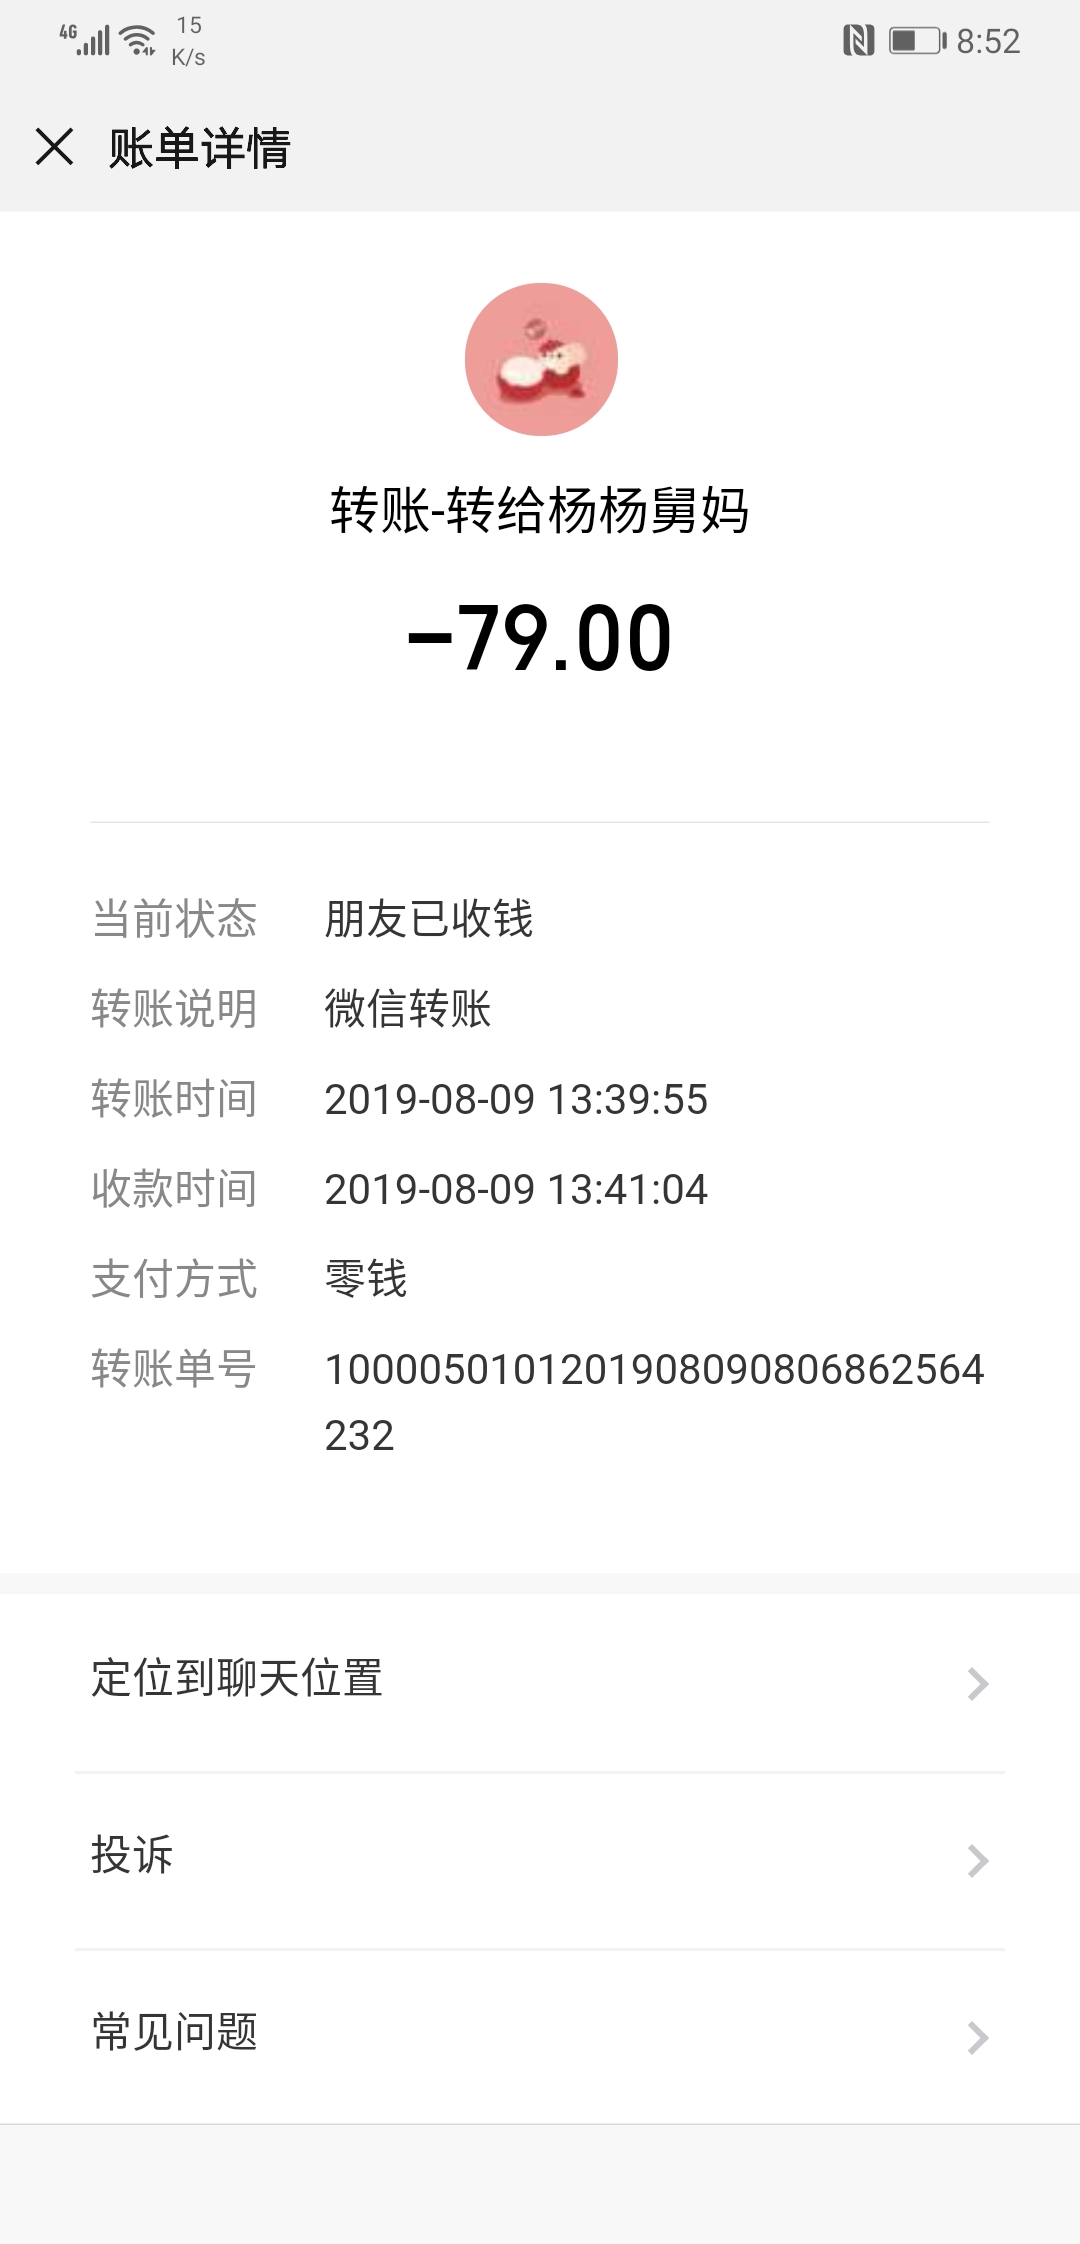 4G 15 K/s 8:52
账单详情
转账-转给杨杨舅妈
-79.00
当前状态 朋友已收钱
转账说明 微信转账
转账时间 2019-08-09 13:39:55
收款时间 2019-08-09 13:41:04
支付方式 零钱
转账单号 1000050101201908090806862564
232
定位到聊天位置
投诉
常见问题